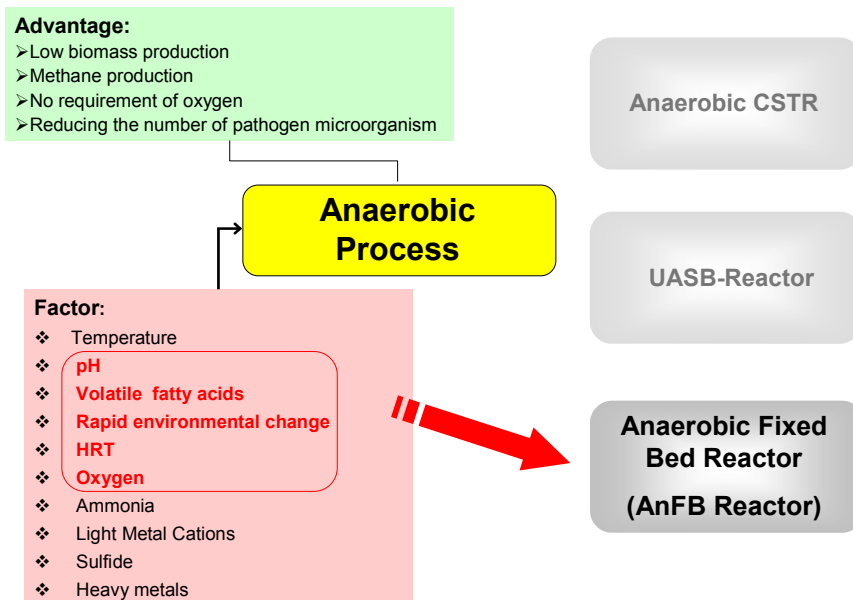 Advantage:
➢Low biomass production
➢Methane production
➢No requirement of oxygen
➢Reducing the number of pathogen microorganism
Anaerobic CSTR
Anaerobic
Process
UASB-Reactor
Factor:
❖ Temperature
❖ pH
❖ Volatile fatty acids
❖ Rapid environmental change
❖ HRT
❖ Oxygen
❖ Ammonia
❖ Light Metal Cations
❖ Sulfide
❖ Heavy metals
Anaerobic Fixed
Bed Reactor
(AnFB Reactor)